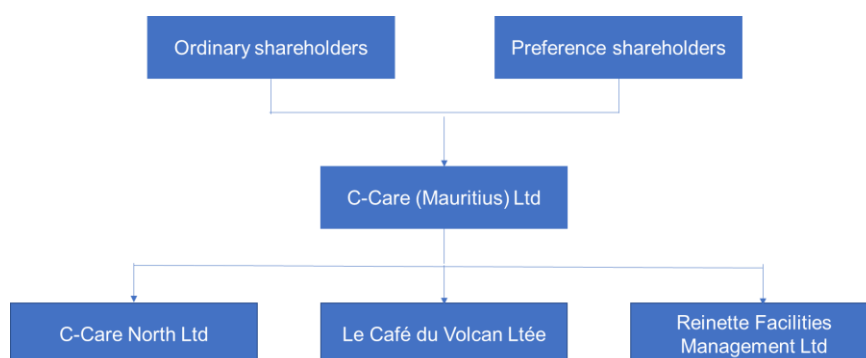 Ordinary shareholders
Preference shareholders
C-Care (Mauritius) Ltd
C-Care North Ltd
Le Café du Volcan Ltée
Reinette Facilities
Management Ltd